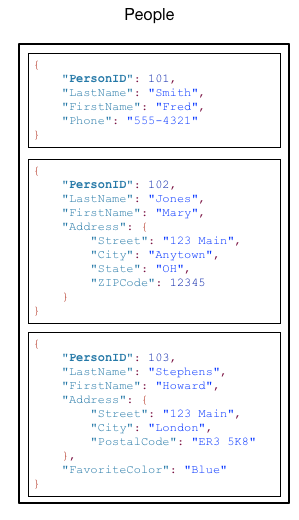 People
{
    "PersonID": 101,
    "LastName": "Smith",
    "FirstName": "Fred",
    "Phone": "555-4321"
}
{
    "PersonID": 102,
    "LastName": "Jones",
    "FirstName": "Mary",
    "Address": {
        "Street": "123 Main",
        "City": "Anytown",
        "State": "OH",
        "ZIPCode": 12345
    }
}
{
    "PersonID": 103,
    "LastName": "Stephens",
    "FirstName": "Howard",
    "Address": {
        "Street": "123 Main",
        "City": "London",
        "PostalCode": "ER3 5K8"
    },
    "FavoriteColor": "Blue"
}